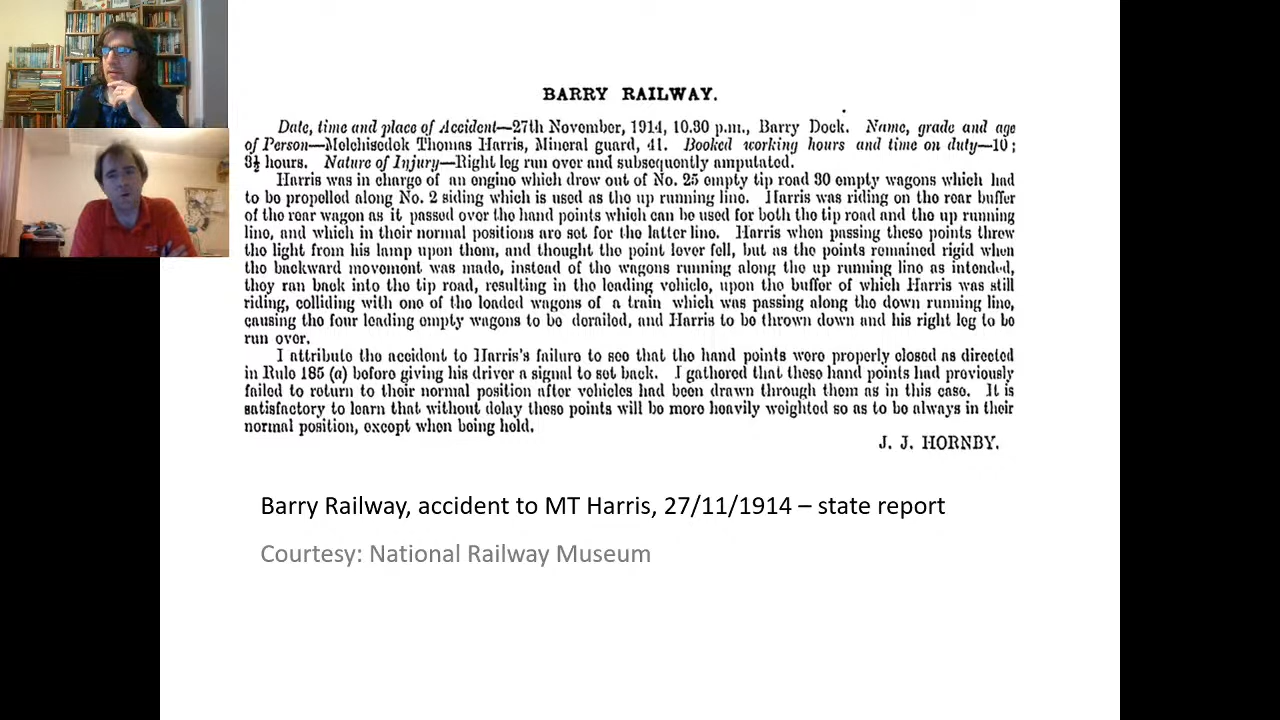 BARRY RAILWAY.
Date, time and place of Accident—27th November, 1914, 10.30 p.m., Barry Dock. Name, grade and age
of Person—Melchisedek Thomas Harris, Mineral guard, 41. Booked working hours and time on duty—10;
3½ hours. Nature of Injury—Right leg run over and subsequently amputated.
Harris was in charge of an engine which drew out of No. 25 empty tip road 30 empty wagons which had
to be propelled along No. 2 siding which is used as the up running line. Harris was riding on the rear buffer
of the rear wagon as it passed over the hand points which can be used for both the tip road and the up running
line, and which in their normal positions are set for the latter line. Harris when passing these points threw
the light from his lamp upon them, and thought the point lever fell, but as the points remained rigid when
the backward movement was made, instead of the wagons running along the up running line as intended,
they ran back into the tip road, resulting in the leading vehicle, upon the buffer of which Harris was still
riding, colliding with one of the loaded wagons of a train which was passing along the down running line,
causing the four leading empty wagons to be derailed, and Harris to be thrown down and his right leg to be
run over.
I attribute the accident to Harris's failure to see that the hand points were properly closed as directed
in Rule 185 (a) before giving his driver a signal to set back. I gathered that these hand points had previously
failed to return to their normal position after vehicles had been drawn through them as in this case. It is
satisfactory to learn that without delay these points will be more heavily weighted so as to be always in their
normal position, except when being held.
J. J. HORNBY.
Barry Railway, accident to MT Harris, 27/11/1914 – state report
Courtesy: National Railway Museum